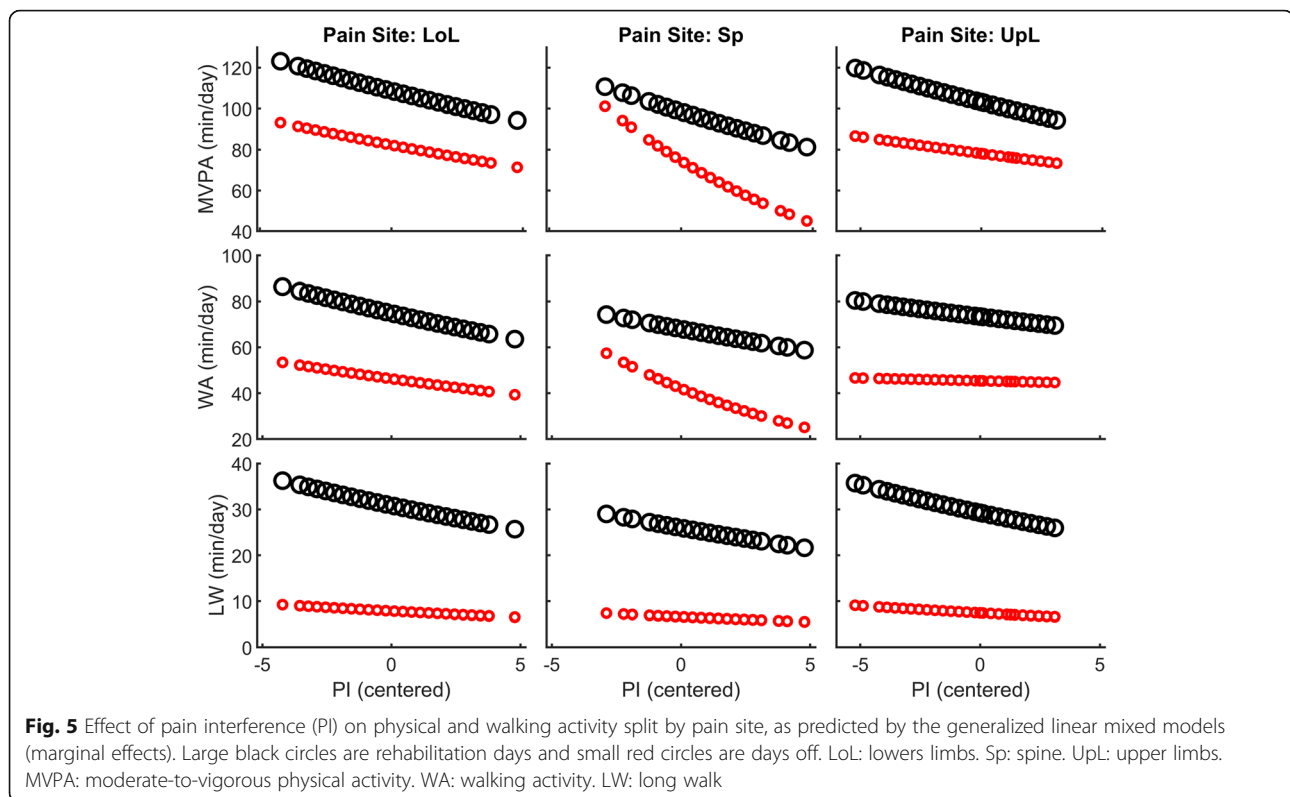 Pain Site: LoL
Pain Site: Sp
Pain Site: UpL
MVPA (min/day)
120
100
80
60
40
WA (min/day)
100
80
60
40
20
LW (min/day)
40
30
20
10
0
-5 0 5
-5 0 5
-5 0 5
PI (centered)
PI (centered)
PI (centered)
Fig. 5 Effect of pain interference (PI) on physical and walking activity split by pain site, as predicted by the generalized linear mixed models
(marginal effects). Large black circles are rehabilitation days and small red circles are days off. LoL: lowers limbs. Sp: spine. UpL: upper limbs.
MVPA: moderate-to-vigorous physical activity. WA: walking activity. LW: long walk